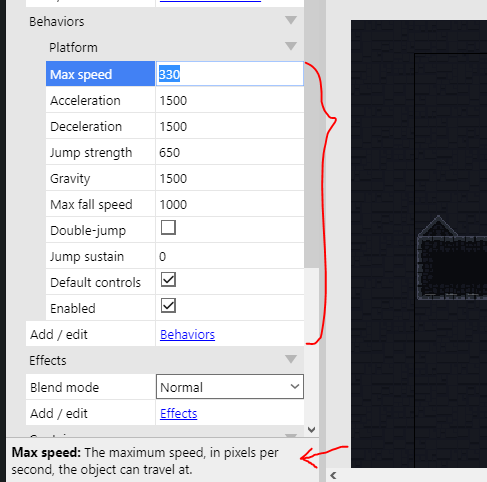 Behaviors
Platform
Max speed 330
Acceleration 1500
Deceleration 1500
Jump strength 650
Gravity 1500
Max fall speed 1000
Double-jump
Jump sustain 0
Default controls
Enabled
Add / edit Behaviors
Effects
Blend mode Normal
Add / edit Effects
Max speed: The maximum speed, in pixels per
second, the object can travel at.